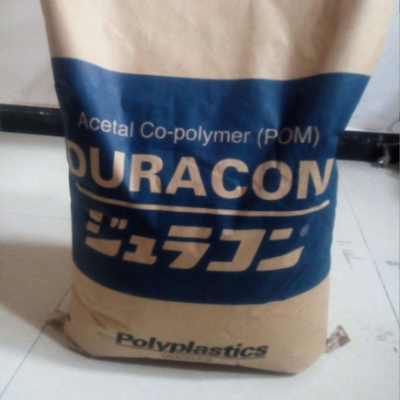 Acetal Co-polymer (POM)
DURACON
ジュラコン®
Polyplastics